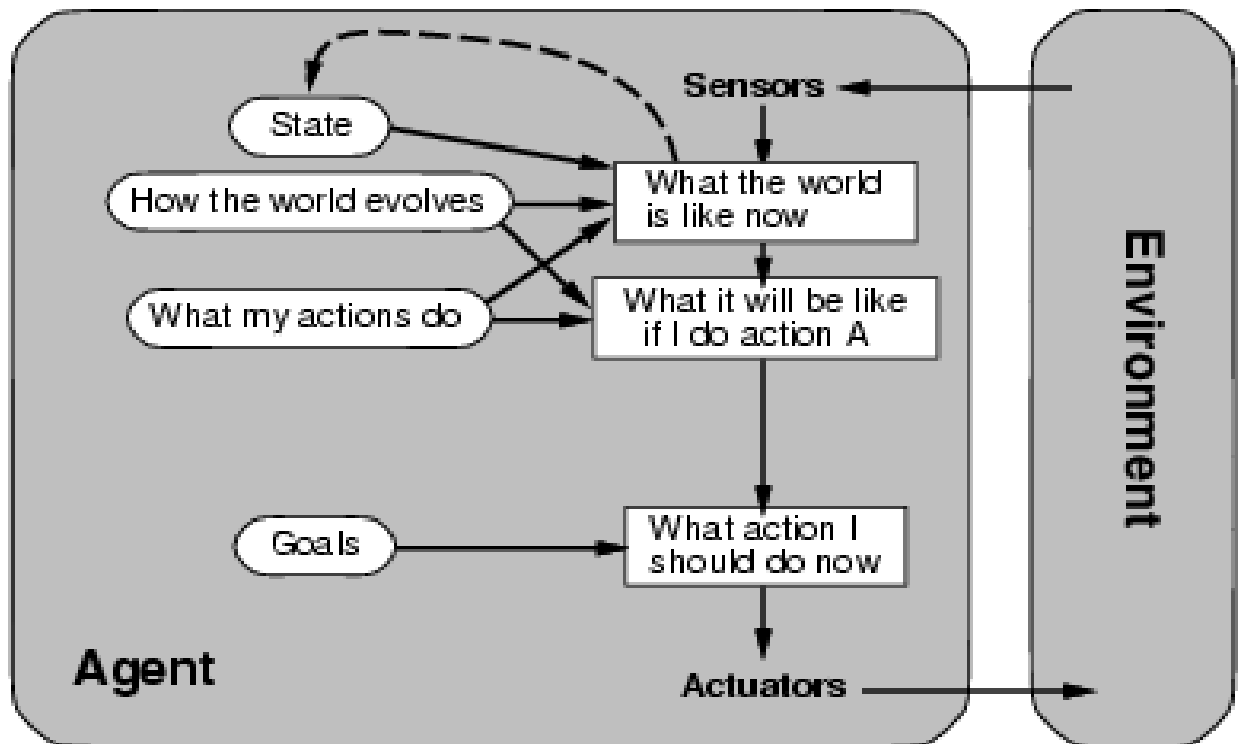 Sensors
State
What the world
is like now
How the world evolves
What my actions do
What it will be like
if I do action A
Goals
What action I
should do now
Agent
Actuators
Environment